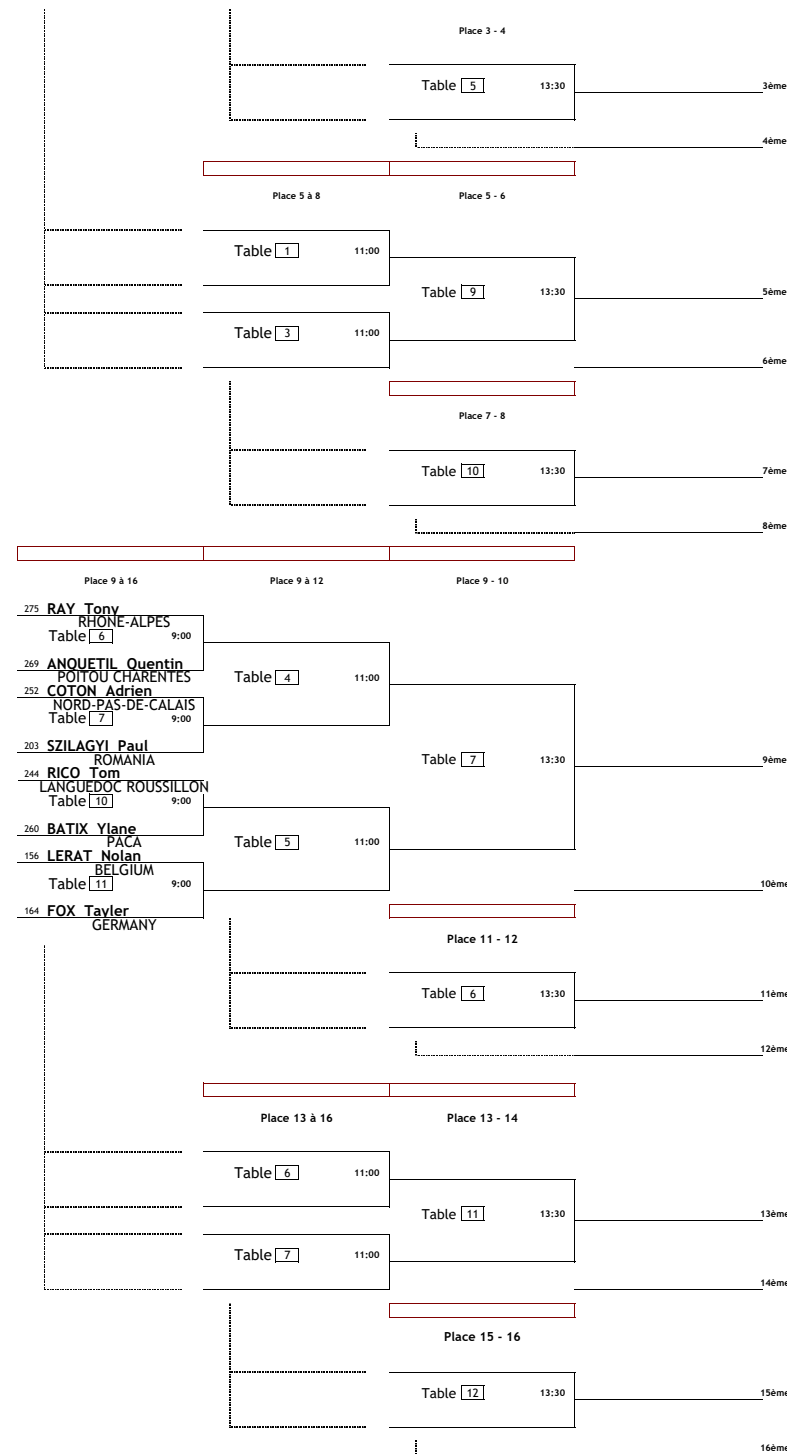 Place 3 - 4
Table 5 13:30
3ème
4ème
Place 5 à 8 Place 5 - 6
Table 1 11:00
Table 9 13:30
5ème
Table 3 11:00
6ème
Place 7 - 8
Table 10 13:30
7ème
8ème
Place 9 à 16 Place 9 à 12 Place 9 - 10
275 RAY Tony
RHONE-ALPES
Table 6 9:00
269 ANQUETIL Quentin
POITOU CHARENTES
Table 4 11:00
252 COTON Adrien
NORD-PAS-DE-CALAIS
Table 7 9:00
203 SZILAGYI Paul
ROMANIA
Table 7 13:30
9ème
244 RICO Tom
LANGUEDOC ROUSSILLON
Table 10 9:00
260 BATIX Ylane
PACA
Table 5 11:00
156 LERAT Nolan
BELGIUM
Table 11 9:00
10ème
164 FOX Tayler
GERMANY
Place 11 - 12
Table 6 13:30
11ème
12ème
Place 13 à 16 Place 13 - 14
Table 6 11:00
Table 11 13:30
13ème
Table 7 11:00
14ème
Place 15 - 16
Table 12 13:30
15ème
16ème